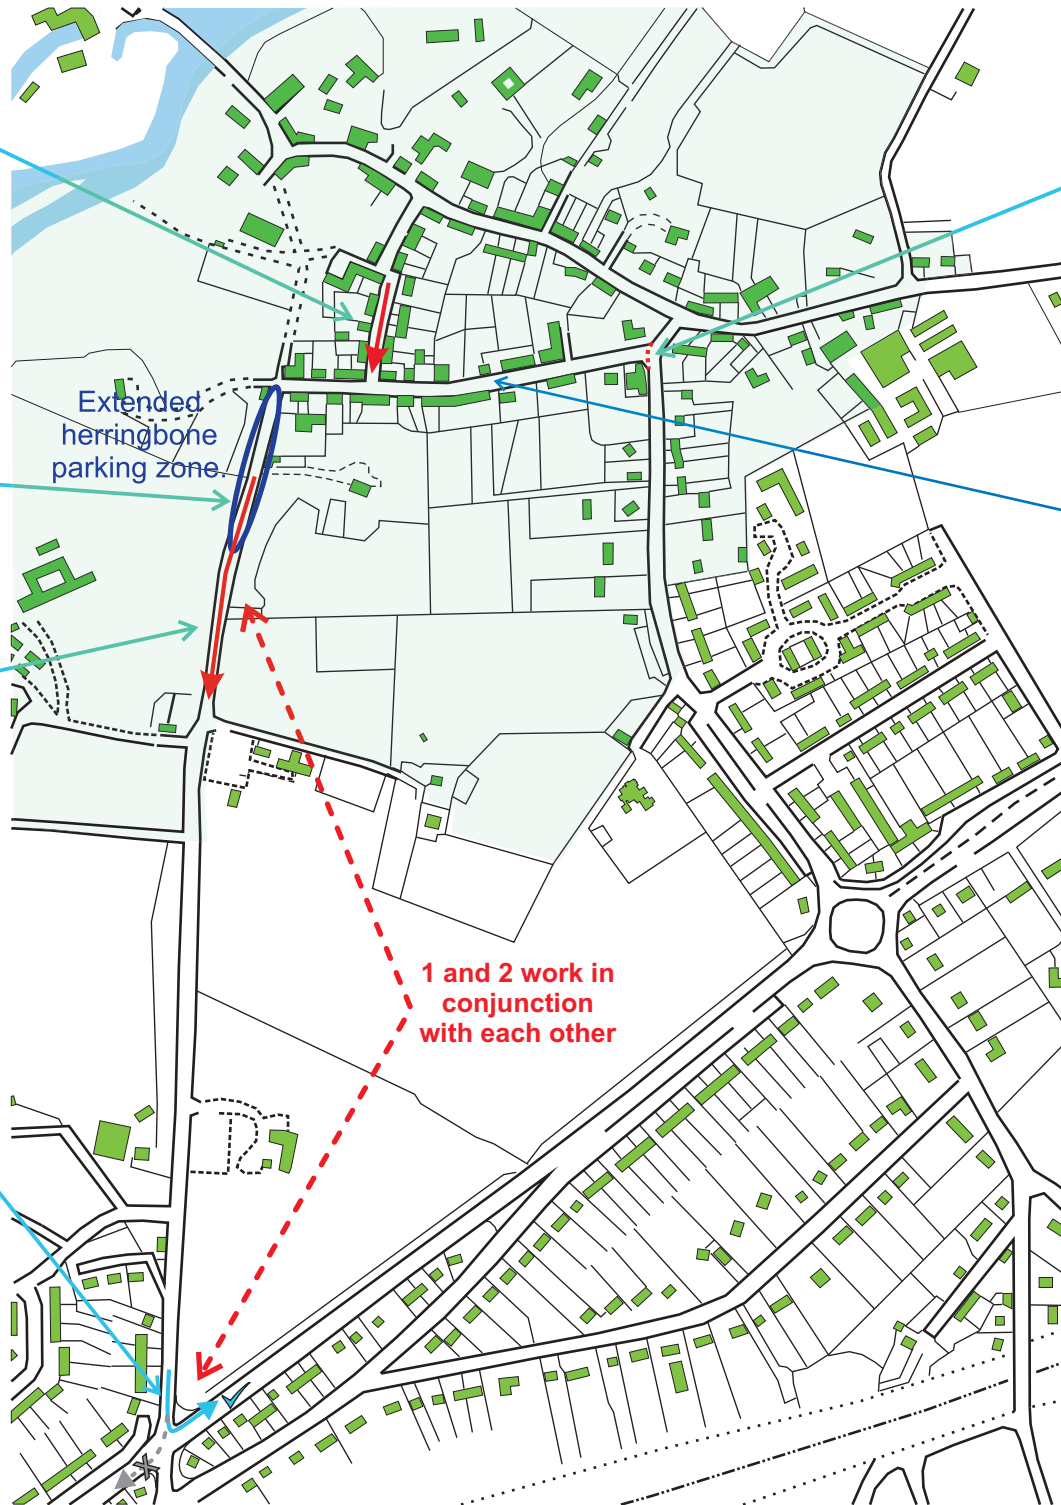 Extended
herringbone
parking zone.
1 and 2 work in
conjunction
with each other